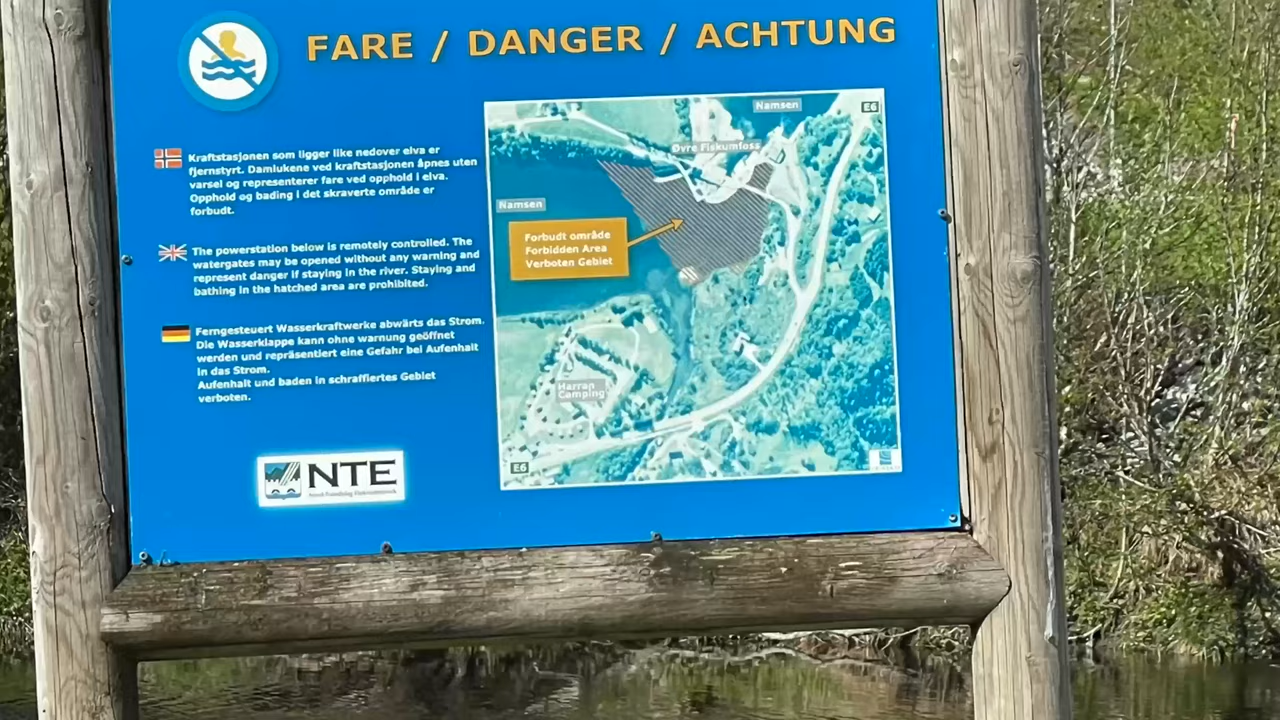 FARE / DANGER / ACHTUNG
Kraftstasjonen som ligger like nedover elva er
fjernstyrt. Damlukene ved kraftstasjonen åpnes uten
varsel og representerer fare ved opphold i elva.
Opphold og bading i det skraverte område er
forbudt.
The powerstation below is remotely controlled. The
watergates may be opened without any warning and
represent danger if staying in the river. Staying and
bathing in the hatched area are prohibited.
Ferngesteuert Wasserkraftwerke abwärts das Strom.
Die Wasserklappe kann ohne warnung geöffnet
werden und repräsentiert eine Gefahr bei Aufenhalt
in das Strom.
Aufenhalt und baden in schraffiertes Gebiet
verboten.
NTE
Namsen
E6
Øvre Fiskumfoss
Namsen
Forbudt område
Forbidden Area
Verboten Gebiet
Harran
Camping
E6